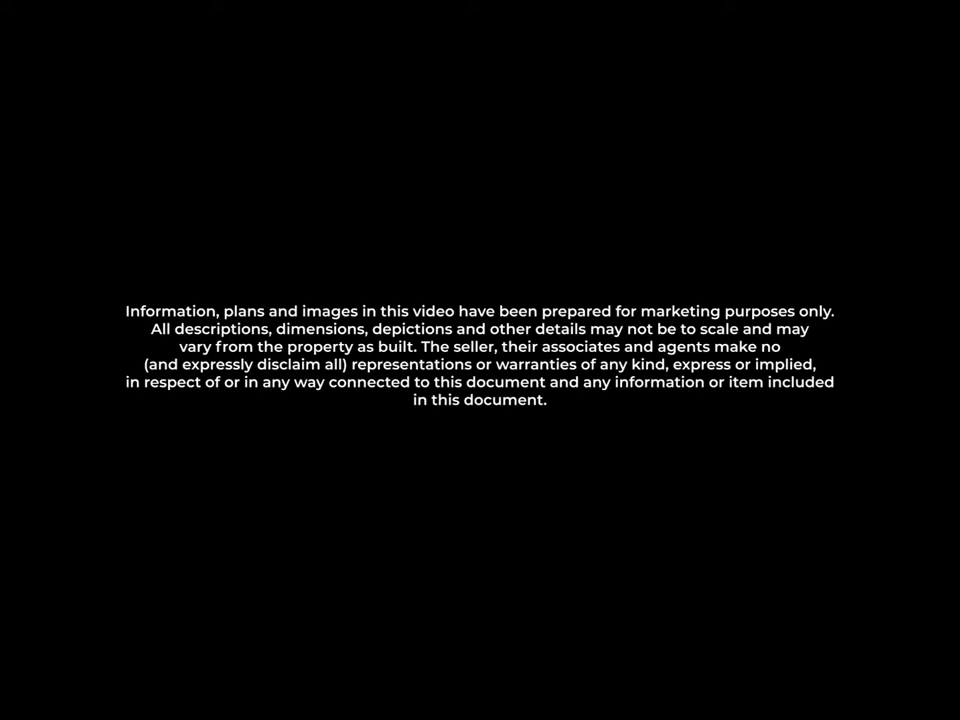 Information, plans and images in this video have been prepared for marketing purposes only.
All descriptions, dimensions, depictions and other details may not be to scale and may
vary from the property as built. The seller, their associates and agents make no
(and expressly disclaim all) representations or warranties of any kind, express or implied,
in respect of or in any way connected to this document and any information or item included
in this document.